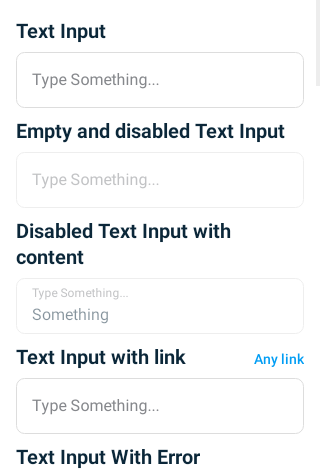 Text Input
Type Something...
Empty and disabled Text Input
Type Something...
Disabled Text Input with
content
Type Something...
Something
Text Input with link
Any link
Type Something...
Text Input With Error